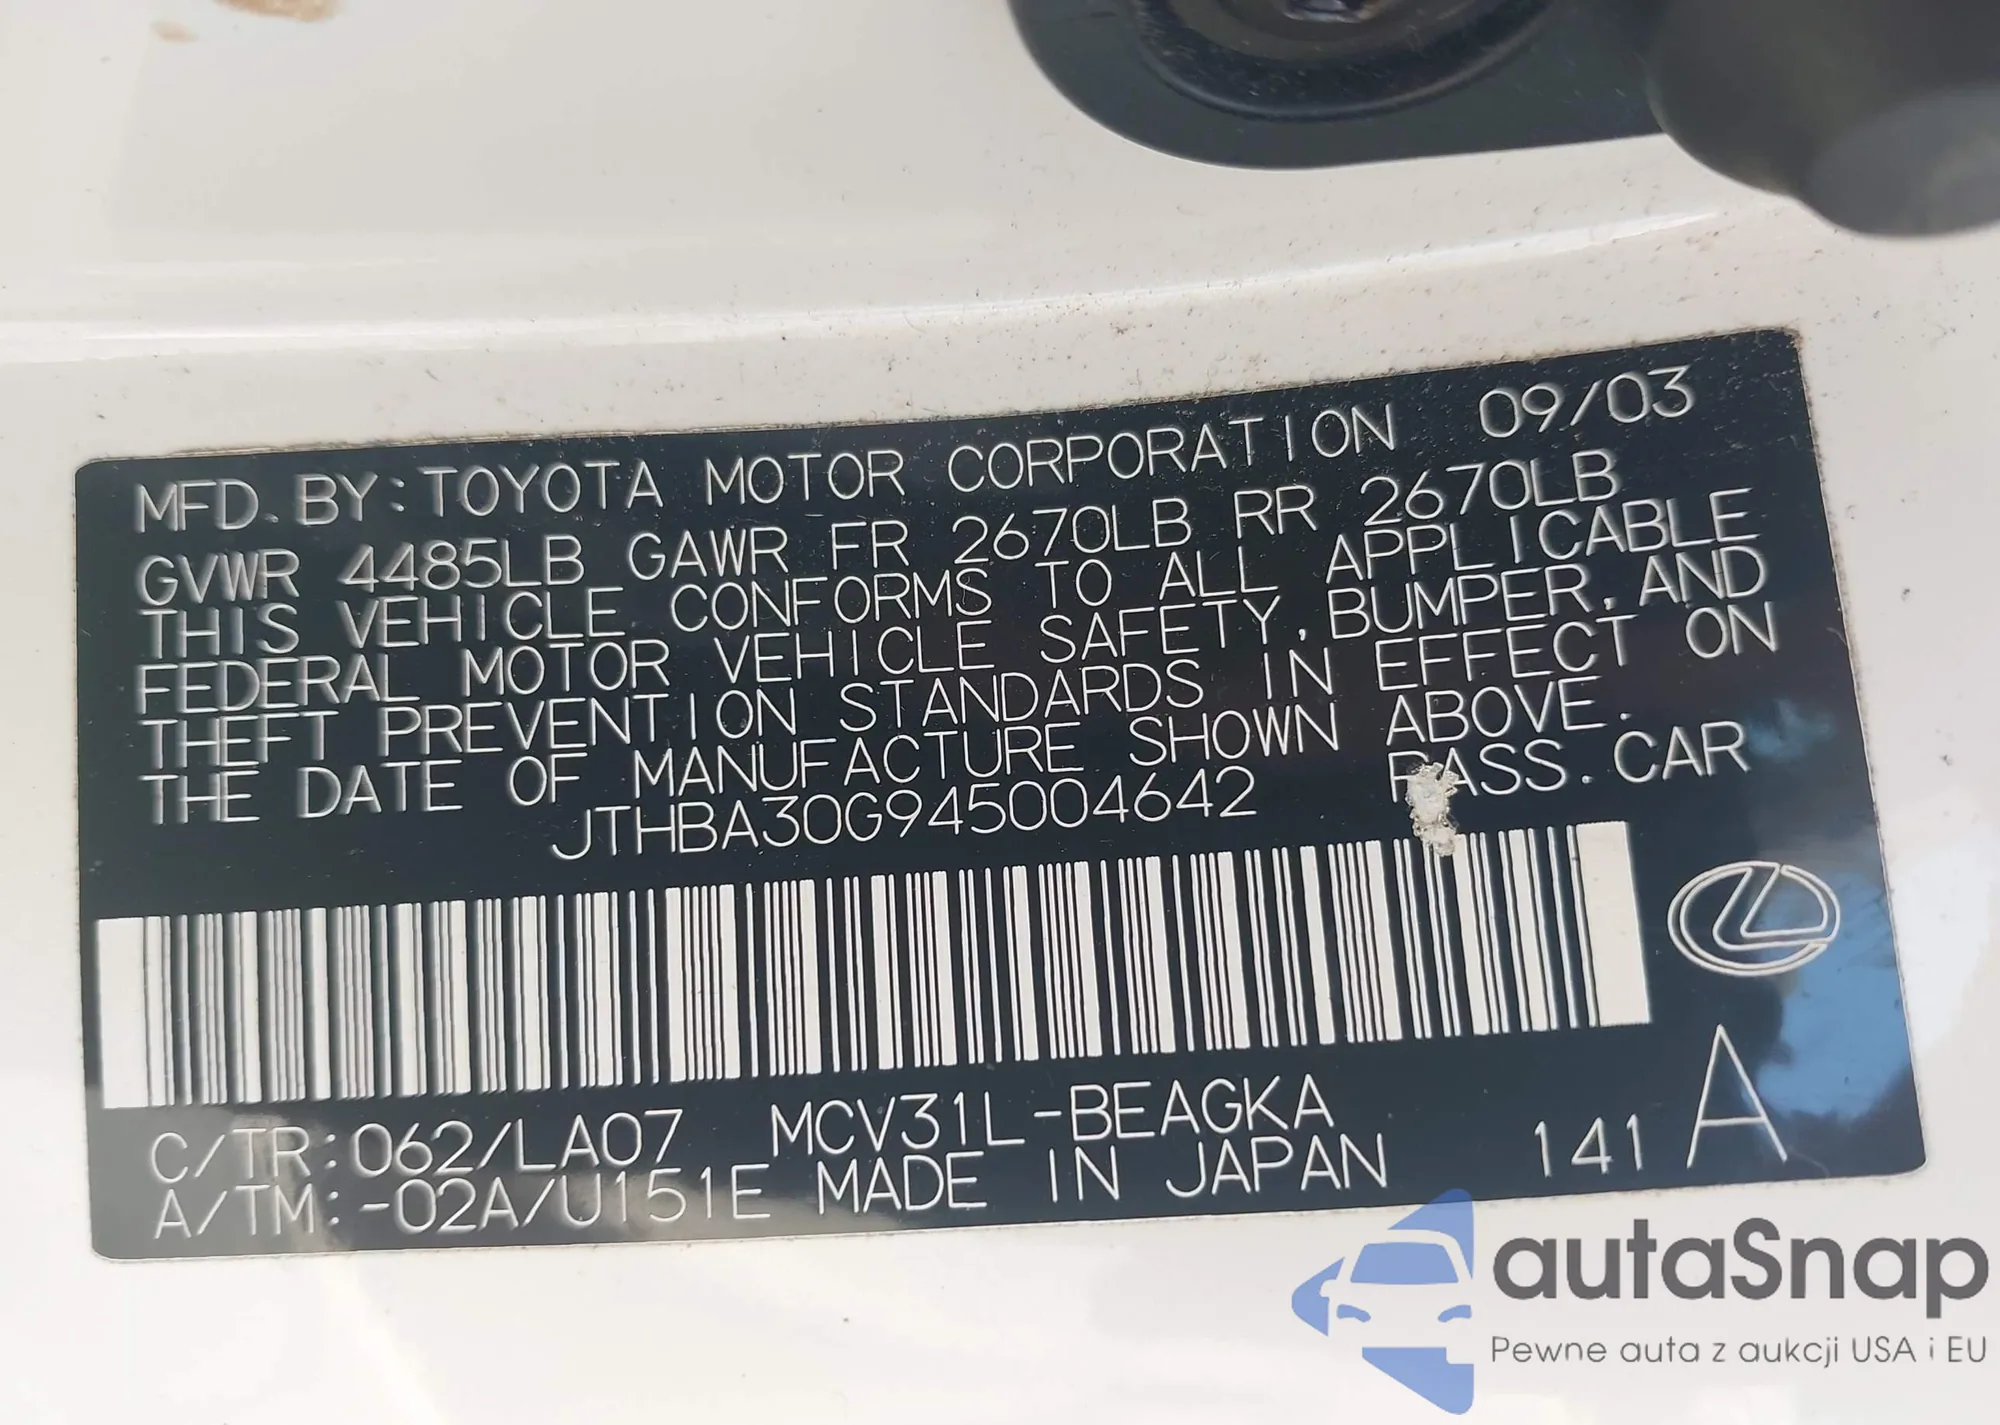 MFD. BY: TOYOTA MOTOR CORPORATION 09/03
GVWR 4485LB GAWR FR 2670LB RR 2670LB
THIS VEHICLE CONFORMS TO ALL APPLICABLE
FEDERAL MOTOR VEHICLE SAFETY, BUMPER, AND
THEFT PREVENTION STANDARDS IN EFFECT ON
THE DATE OF MANUFACTURE SHOWN ABOVE.
JTHBA30G945004642 PASS. CAR
C/TR: 062/LA07 MCV31L-BEAGKA
A/TM: -02A/U151E MADE IN JAPAN 141 A
autaSnap
Pewne auta z aukcji USA i EU